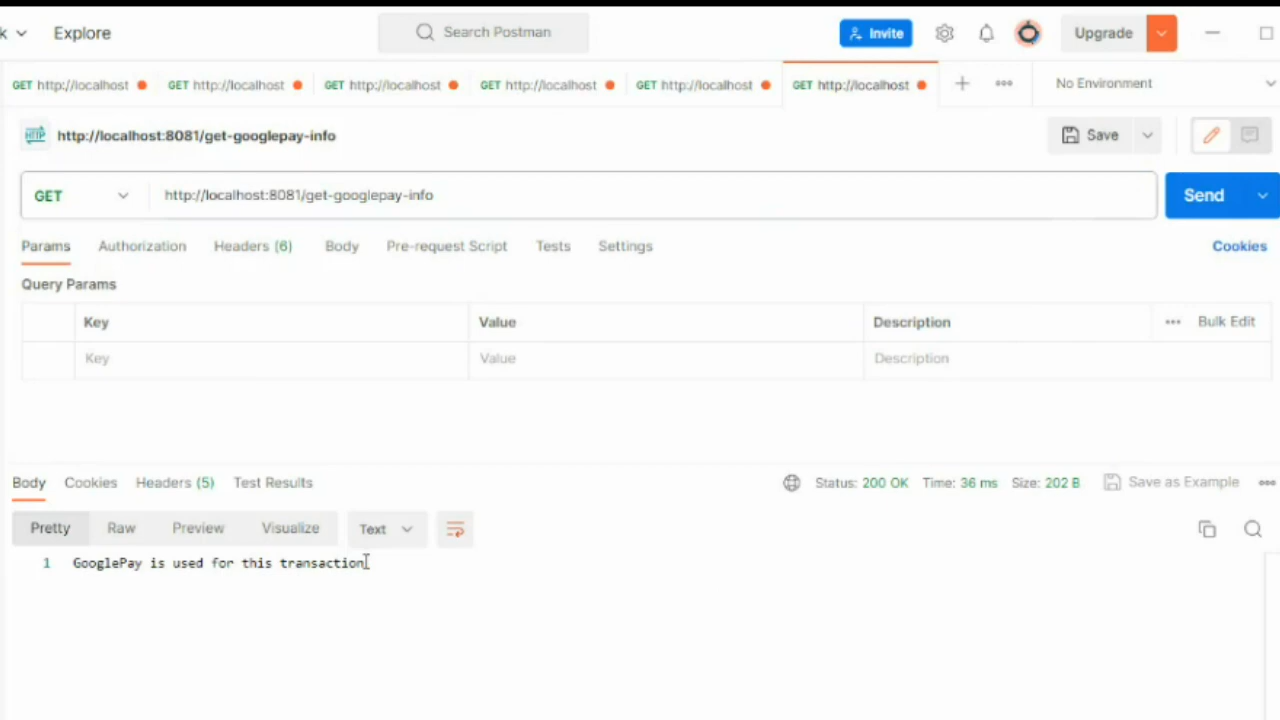 k Explore Search Postman Invite Upgrade
GET http://localhost GET http://localhost GET http://localhost GET http://localhost GET http://localhost GET http://localhost No Environment
HTTP http://localhost:8081/get-googlepay-info Save
GET http://localhost:8081/get-googlepay-info Send
Params Authorization Headers (6) Body Pre-request Script Tests Settings Cookies
Query Params
Key Value Description Bulk Edit
Key Value Description
Body Cookies Headers (5) Test Results Status: 200 OK Time: 36 ms Size: 202 B Save as Example
Pretty Raw Preview Visualize Text
1 GooglePay is used for this transaction